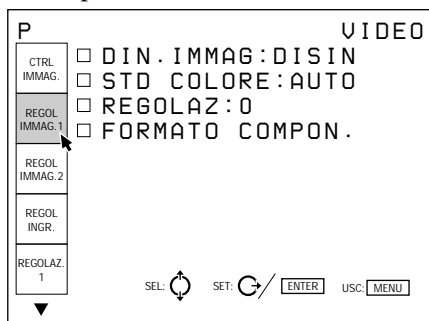 P VIDEO
CTRL
IMMAG.
REGOL
IMMAG.1
REGOL
IMMAG.2
REGOL
INGR.
REGOLAZ.
1
□ DIN.IMMAG:DISIN
□ STD COLORE:AUTO
□ REGOLAZ:0
□ FORMATO COMPON.
SEL: SET: / ENTER USC: MENU